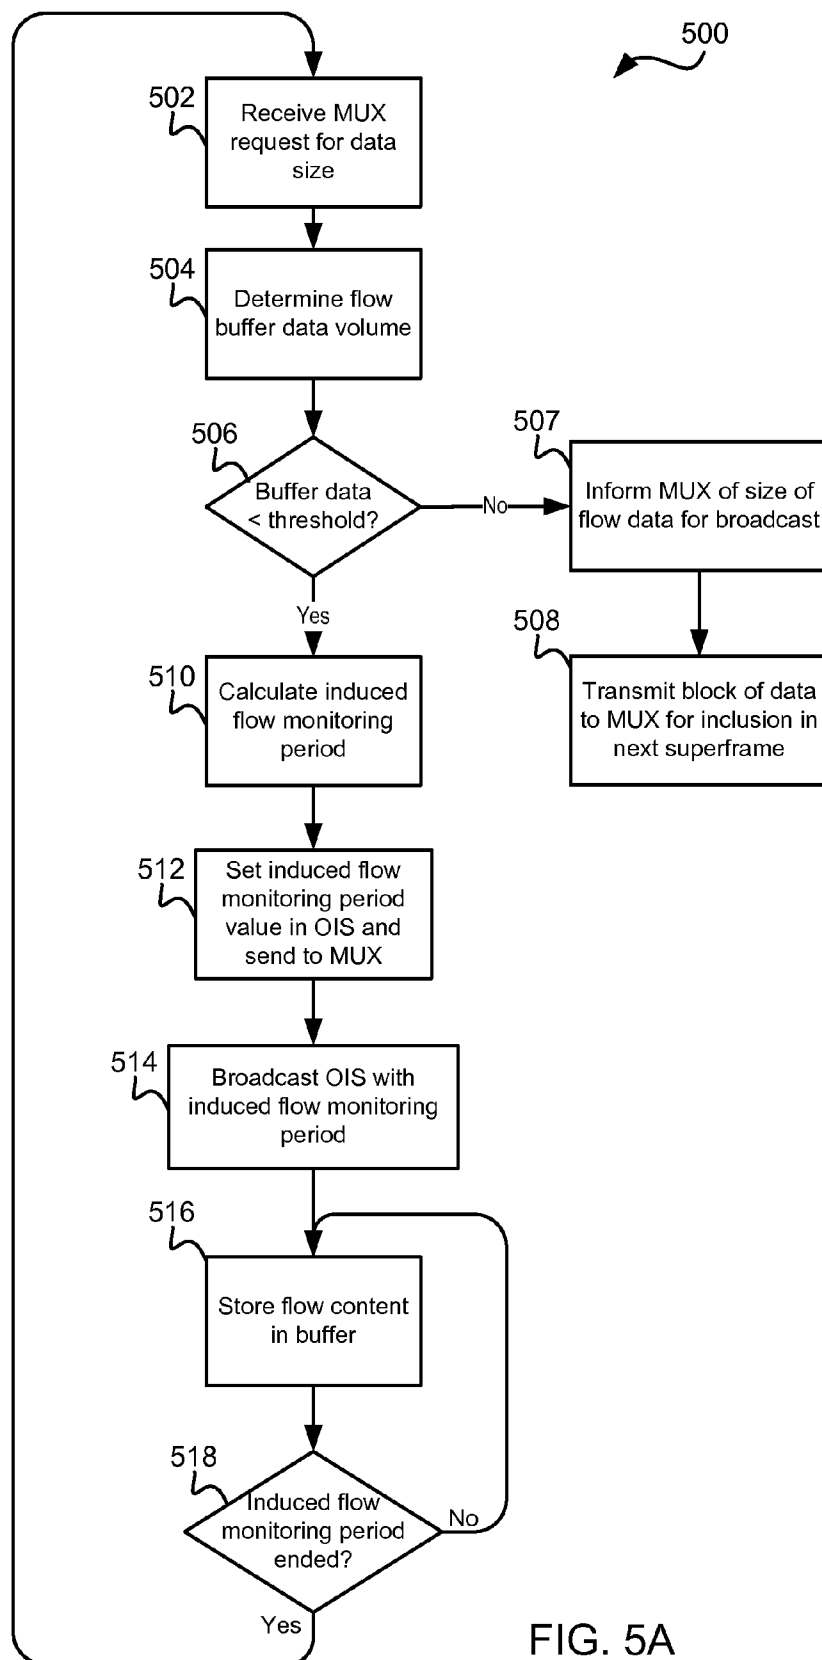 500
502
Receive MUX
request for data
size
504
Determine flow
buffer data volume
506
Buffer data
< threshold?
No
507
Inform MUX of size of
flow data for broadcast
Yes
508
Transmit block of data
to MUX for inclusion in
next superframe
510
Calculate induced
flow monitoring
period
512
Set induced flow
monitoring period
value in OIS and
send to MUX
514
Broadcast OIS with
induced flow monitoring
period
516
Store flow content
in buffer
518
Induced flow
monitoring period
ended?
No
Yes
FIG. 5A